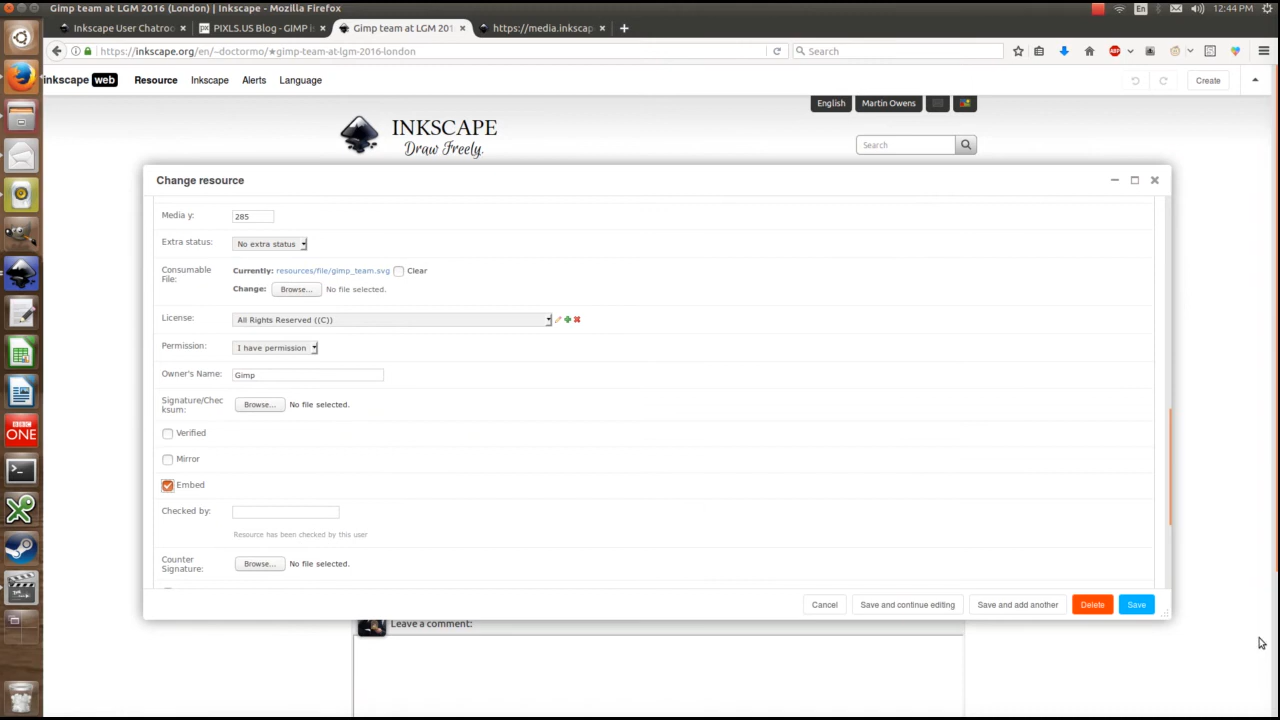 Gimp team at LGM 2016 (London) | Inkscape - Mozilla Firefox
En
12:44 PM
Inkscape User Chatroo
PIXLS.US Blog - GIMP i
Gimp team at LGM 201
https://media.inkscap
https://inkscape.org/en/~doctormo/★gimp-team-at-lgm-2016-london
Search
ABP
inkscape web
Resource
Inkscape
Alerts
Language
Create
English
Martin Owens
INKSCAPE
Draw Freely.
Search
Change resource
Media y:
285
Extra status:
No extra status
Consumable File:
Currently: resources/file/gimp_team.svg
Clear
Change:
Browse...
No file selected.
License:
All Rights Reserved ((C))
Permission:
I have permission
Owner's Name:
Gimp
Signature/Chec
ksum:
Browse...
No file selected.
Verified
Mirror
Embed
Checked by:
Resource has been checked by this user
Counter
Signature:
Browse...
No file selected.
Cancel
Save and continue editing
Save and add another
Delete
Save
Leave a comment:
BBC
ONE